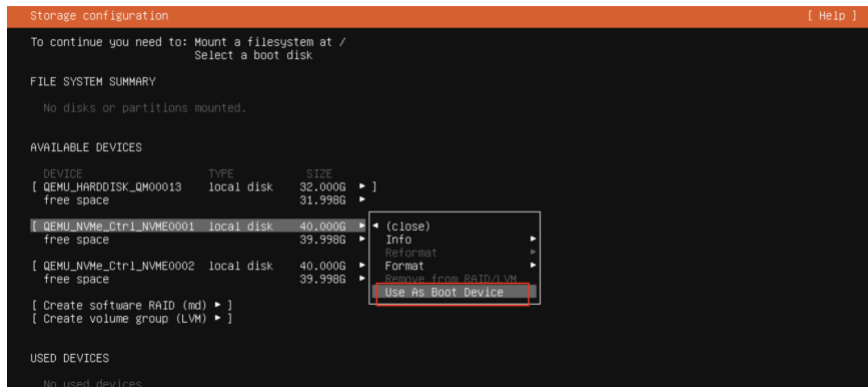 Storage configuration [ Help ]
To continue you need to: Mount a filesystem at /
Select a boot disk
FILE SYSTEM SUMMARY
No disks or partitions mounted.
AVAILABLE DEVICES
DEVICE TYPE SIZE
[ QEMU_HARDDISK_QM00013 local disk 32.000G ► ]
free space 31.998G ►
[ QEMU_NVMe_Ctrl_NVME0001 local disk 40.000G ► ◄ (close)
free space 39.998G ► Info ►
Reformat ►
[ QEMU_NVMe_Ctrl_NVME0002 local disk 40.000G ► Format ►
free space 39.998G ► Remove from RAID/LVM
Use As Boot Device
[ Create software RAID (md) ► ]
[ Create volume group (LVM) ► ]
USED DEVICES
No used devices